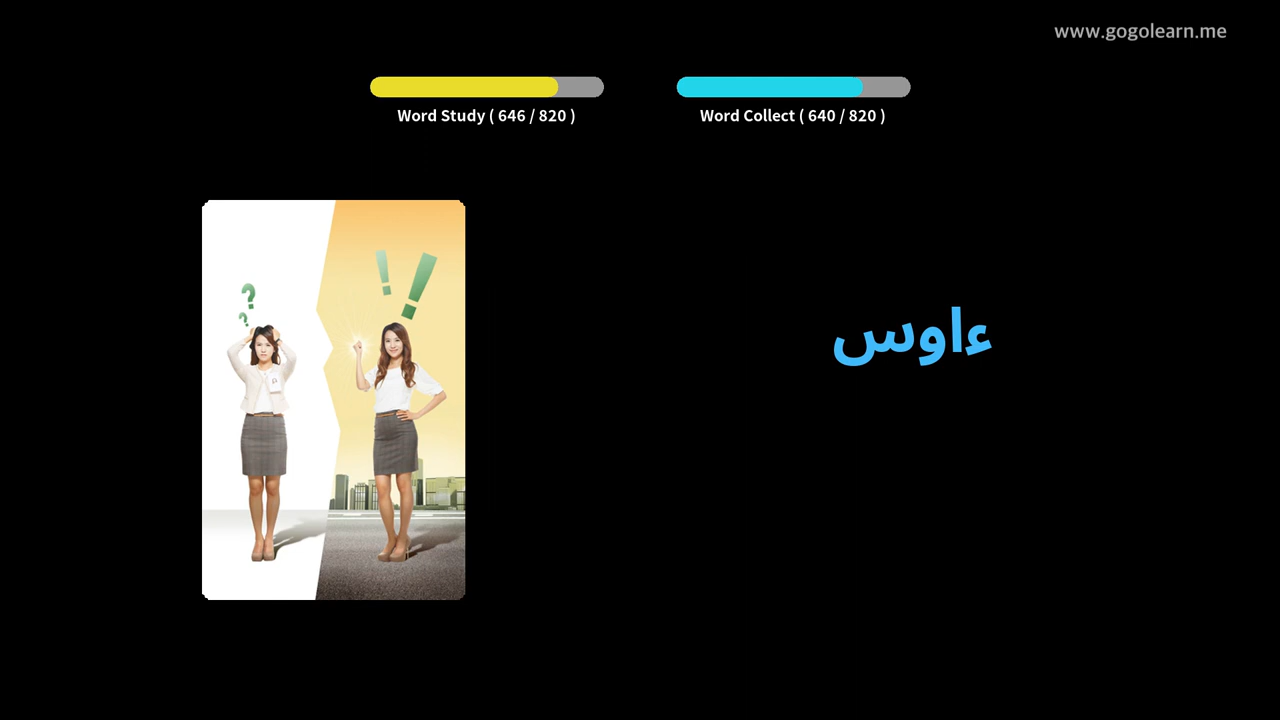 www.gogolearn.me
Word Study ( 646 / 820 )
Word Collect ( 640 / 820 )
? ?
! !
ءاوس